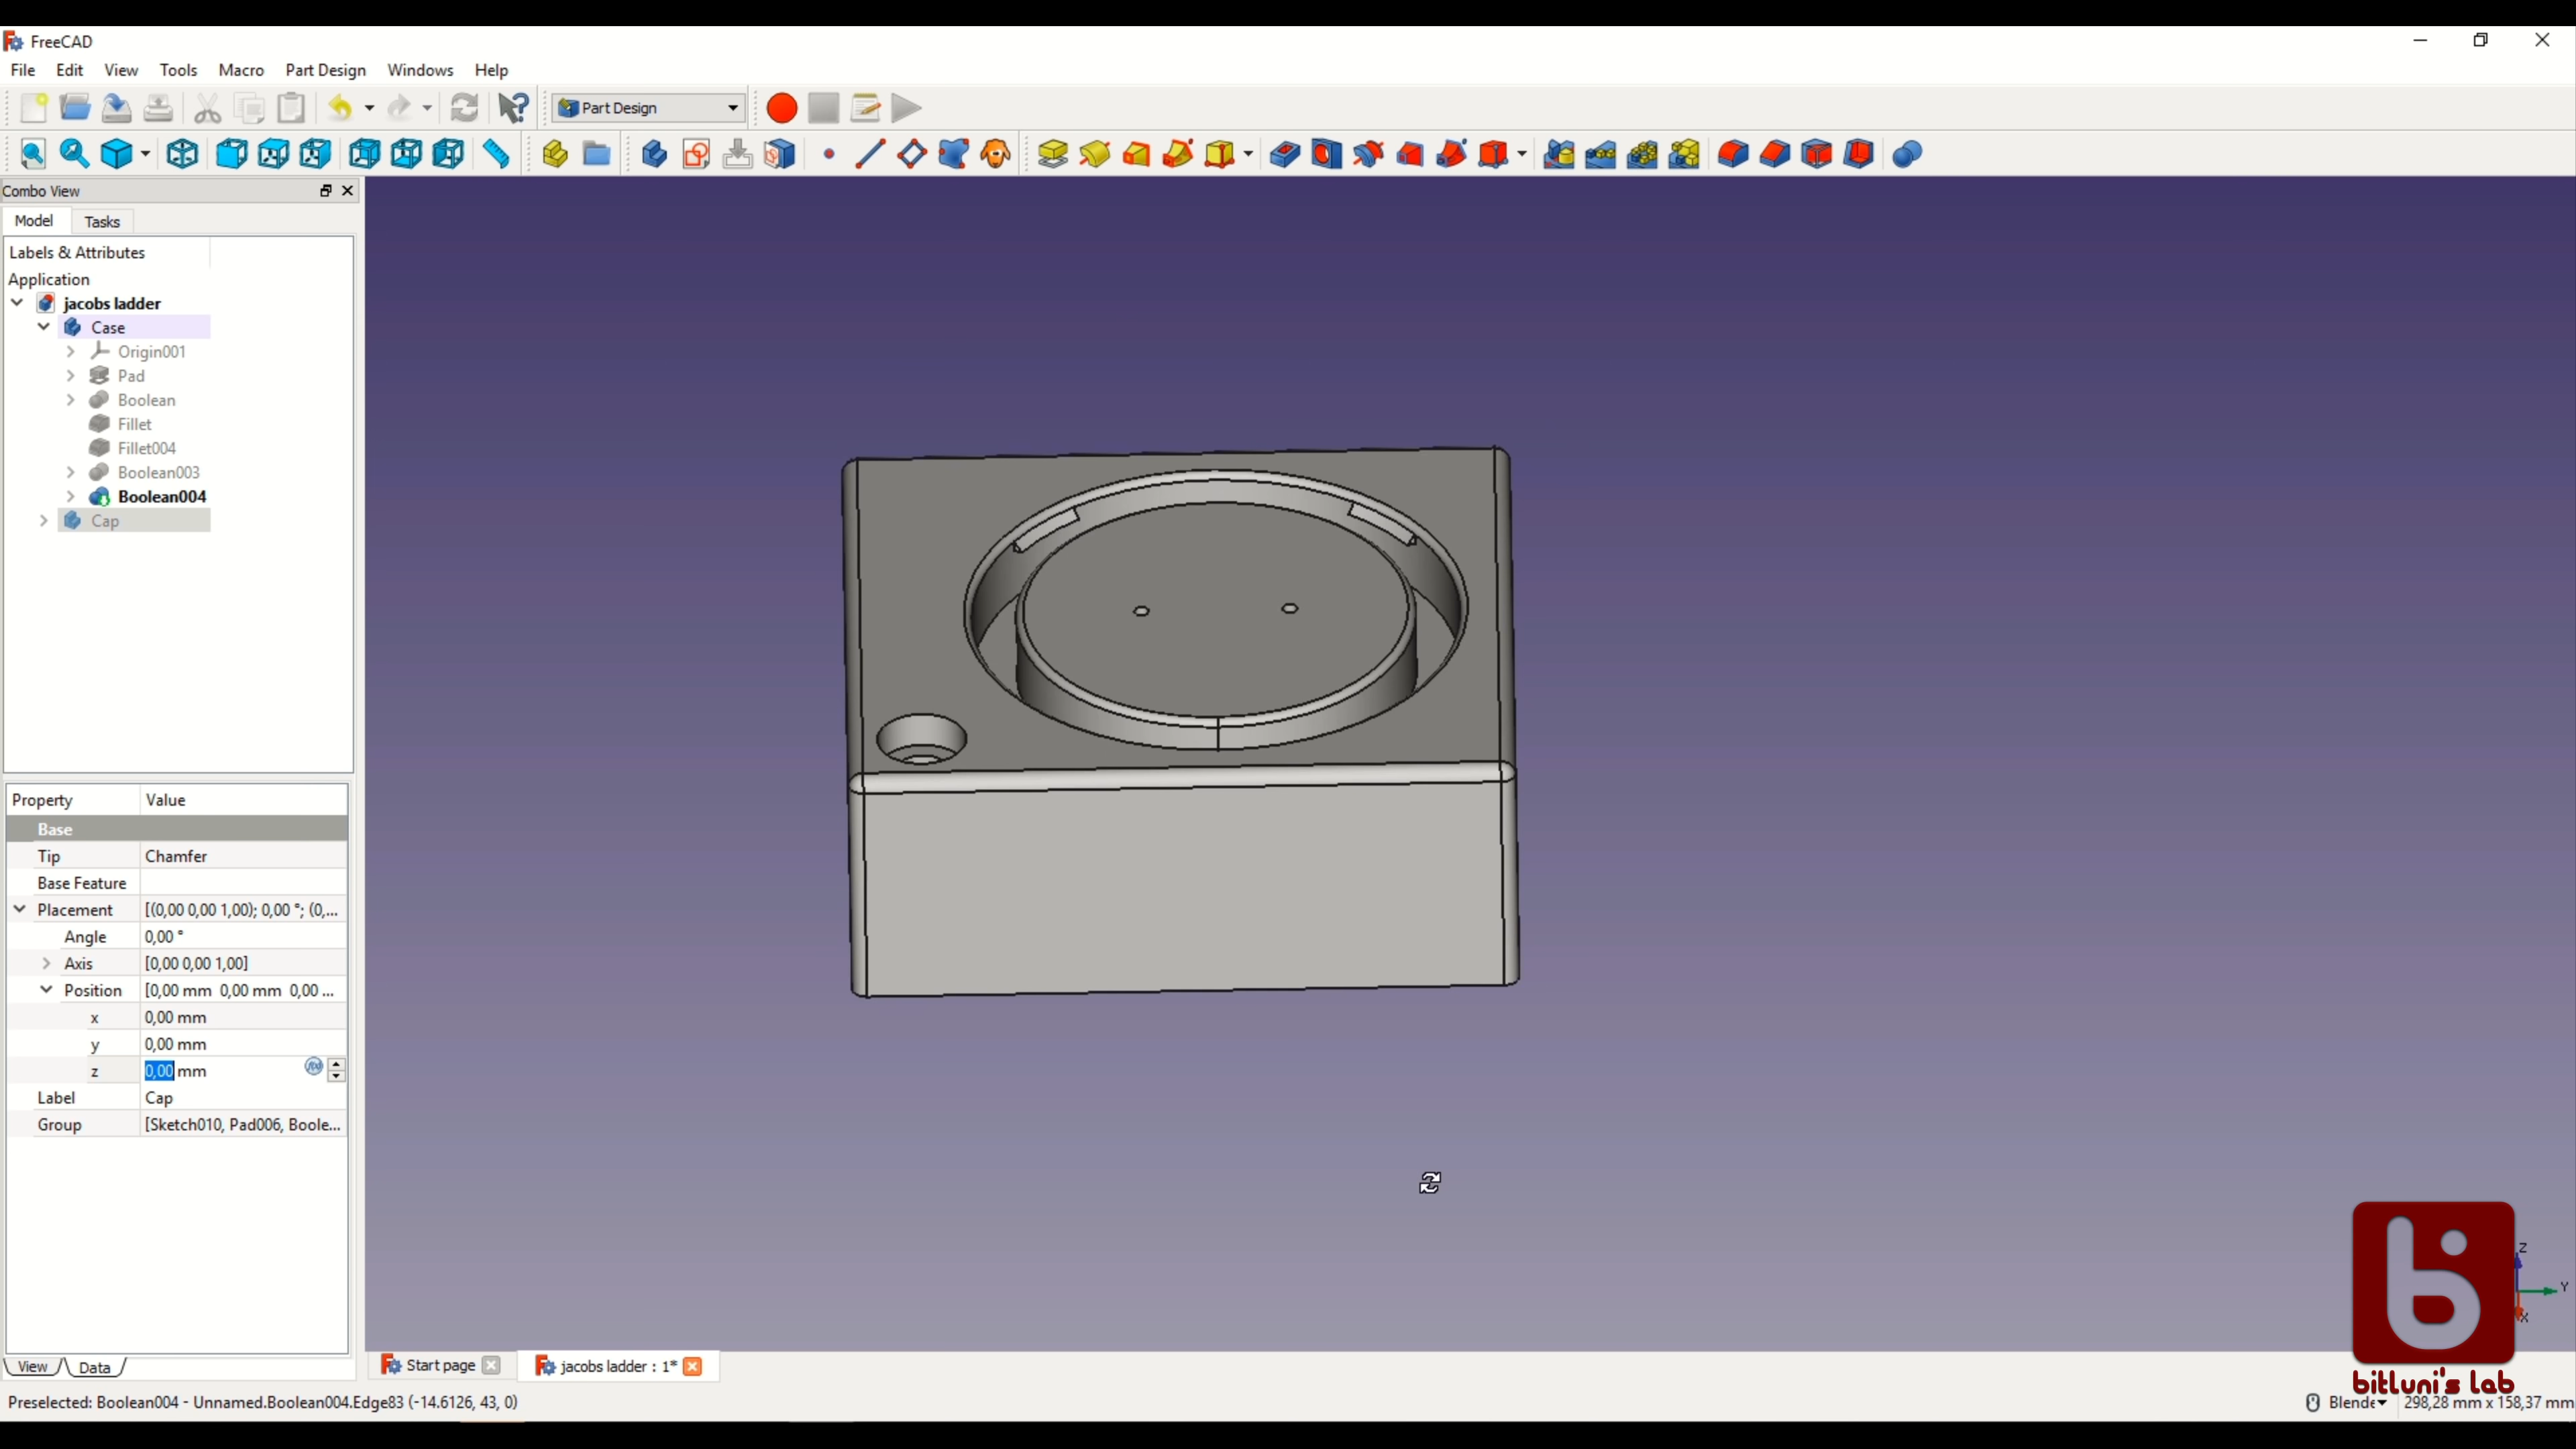 FreeCAD
File Edit View Tools Macro Part Design Windows Help
Part Design
Combo View
Model Tasks
Labels & Attributes
Application
jacobs ladder
Case
Origin001
Pad
Boolean
Fillet
Fillet004
Boolean003
Boolean004
Cap
Property Value
Base
Tip Chamfer
Base Feature
Placement [(0,00 0,00 1,00); 0,00 °; (0,...
Angle 0,00 °
Axis [0,00 0,00 1,00]
Position [0,00 mm 0,00 mm 0,00 ...
x 0,00 mm
y 0,00 mm
z 0,00 mm
Label Cap
Group [Sketch010, Pad006, Boole...
View Data
Start page jacobs ladder : 1*
Z
Y
X
bitluni's lab
Preselected: Boolean004 - Unnamed.Boolean004.Edge83 (-14.6126, 43, 0) Blende 298,28 mm x 158,37 mm